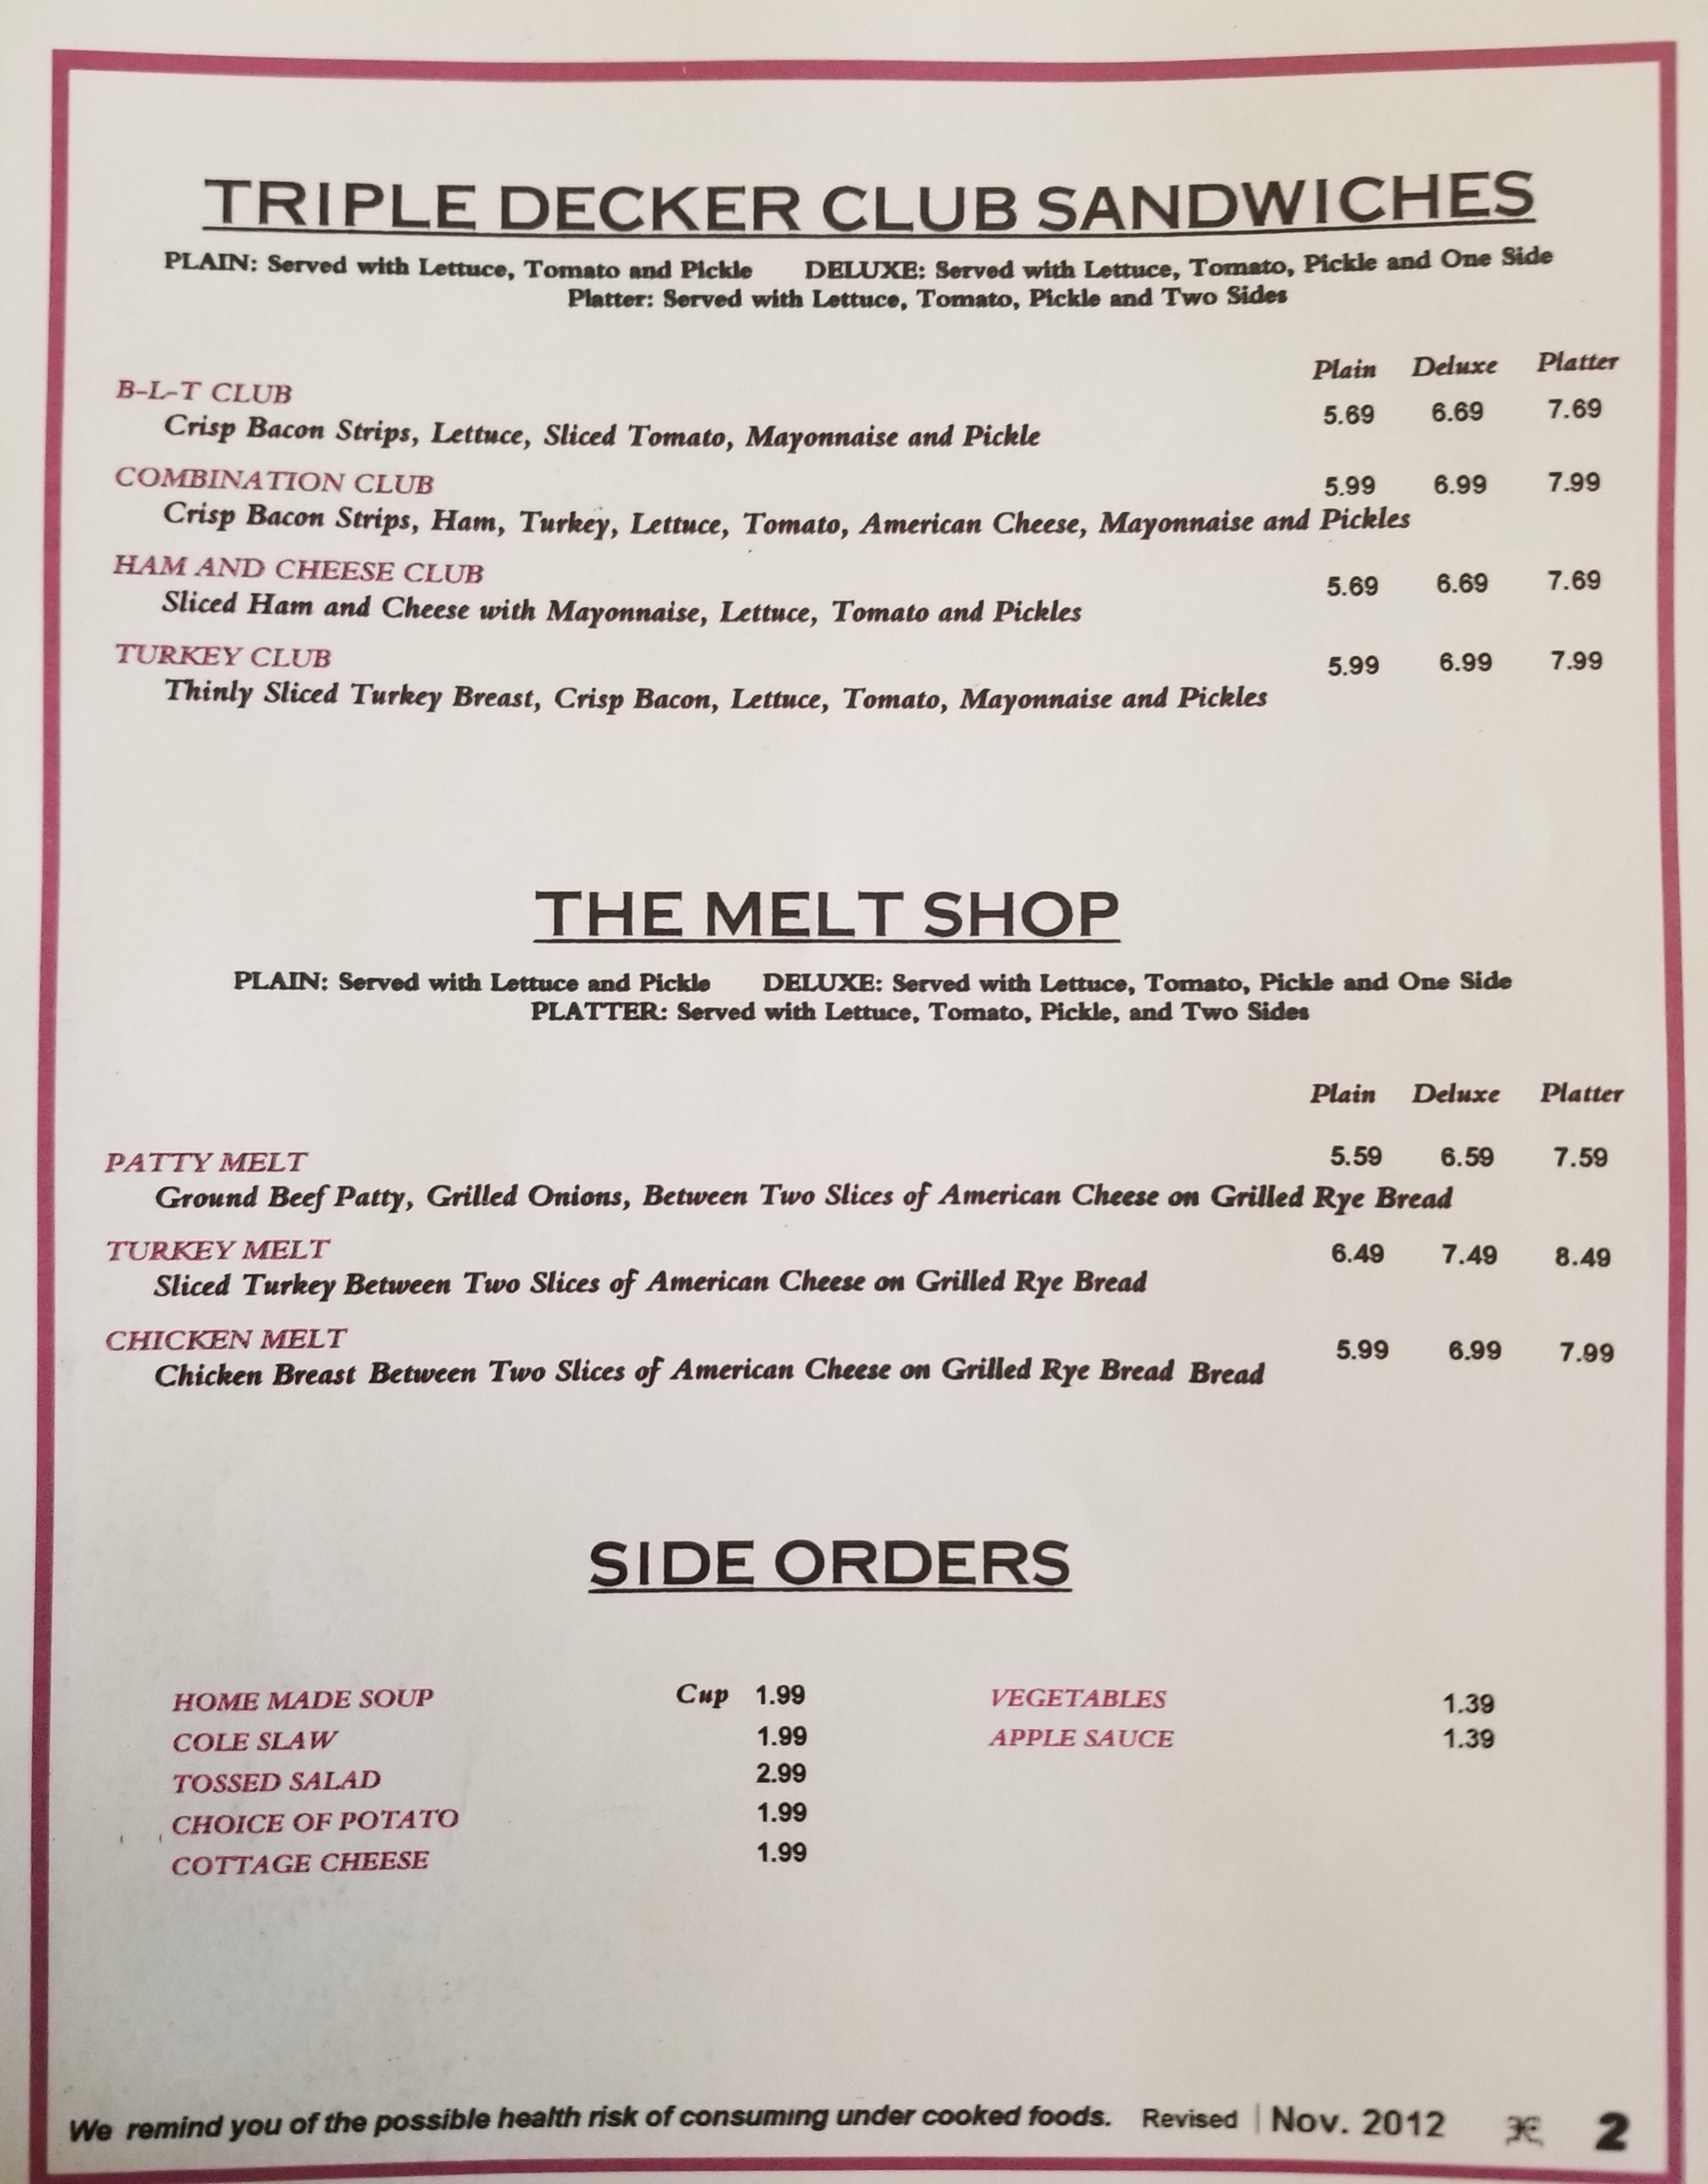 TRIPLE DECKER CLUB SANDWICHES
PLAIN: Served with Lettuce, Tomato and Pickle DELUXE: Served with Lettuce, Tomato, Pickle and One Side
Platter: Served with Lettuce, Tomato, Pickle and Two Sides
Plain Deluxe Platter
B-L-T CLUB 5.69 6.69 7.69
Crisp Bacon Strips, Lettuce, Sliced Tomato, Mayonnaise and Pickle
COMBINATION CLUB 5.99 6.99 7.99
Crisp Bacon Strips, Ham, Turkey, Lettuce, Tomato, American Cheese, Mayonnaise and Pickles
HAM AND CHEESE CLUB 5.69 6.69 7.69
Sliced Ham and Cheese with Mayonnaise, Lettuce, Tomato and Pickles
TURKEY CLUB 5.99 6.99 7.99
Thinly Sliced Turkey Breast, Crisp Bacon, Lettuce, Tomato, Mayonnaise and Pickles
THE MELT SHOP
PLAIN: Served with Lettuce and Pickle DELUXE: Served with Lettuce, Tomato, Pickle and One Side
PLATTER: Served with Lettuce, Tomato, Pickle, and Two Sides
Plain Deluxe Platter
PATTY MELT 5.59 6.59 7.59
Ground Beef Patty, Grilled Onions, Between Two Slices of American Cheese on Grilled Rye Bread
TURKEY MELT 6.49 7.49 8.49
Sliced Turkey Between Two Slices of American Cheese on Grilled Rye Bread
CHICKEN MELT 5.99 6.99 7.99
Chicken Breast Between Two Slices of American Cheese on Grilled Rye Bread Bread
SIDE ORDERS
HOME MADE SOUP Cup 1.99 VEGETABLES 1.39
COLE SLAW 1.99 APPLE SAUCE 1.39
TOSSED SALAD 2.99
CHOICE OF POTATO 1.99
COTTAGE CHEESE 1.99
We remind you of the possible health risk of consuming under cooked foods. Revised | Nov. 2012 2